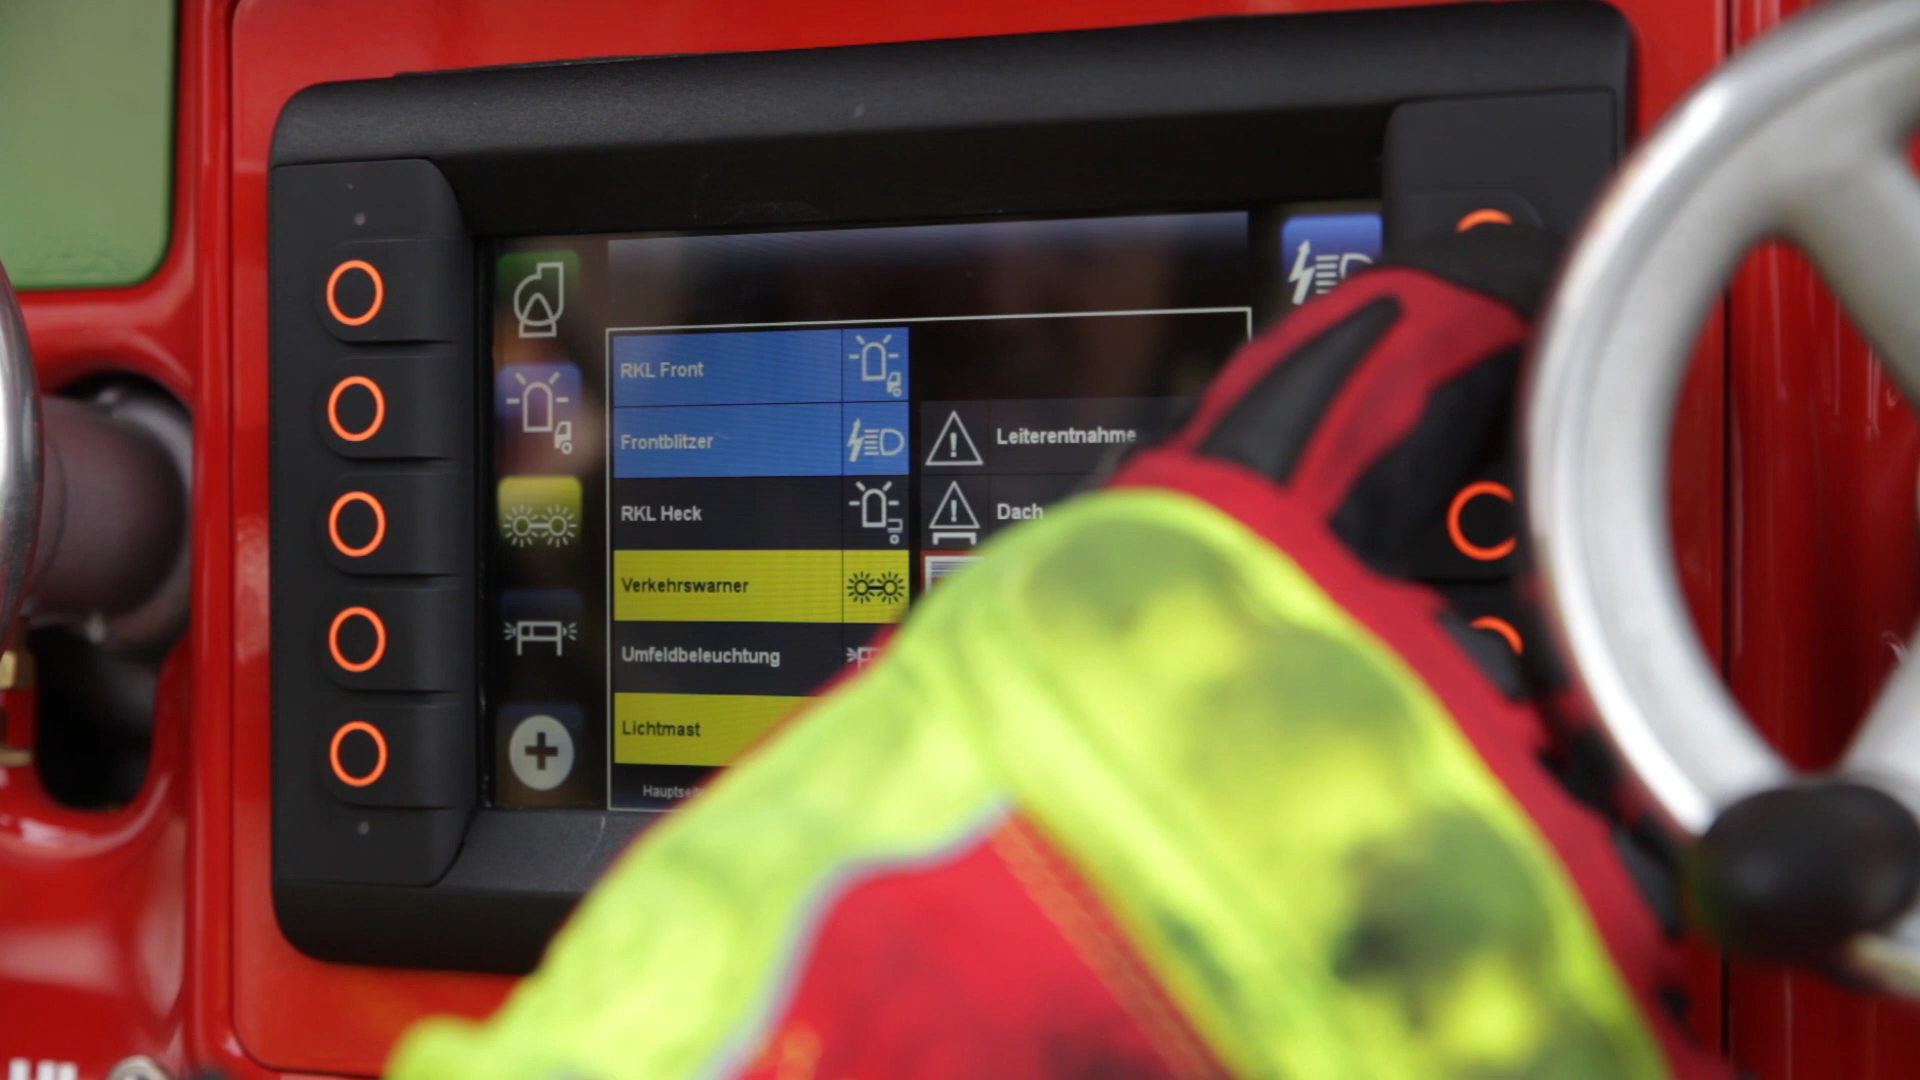 RKL Front
Frontblitzer
RKL Heck
Verkehrswarner
Umfeldbeleuchtung
Lichtmast
Leiterentnahme
Dach